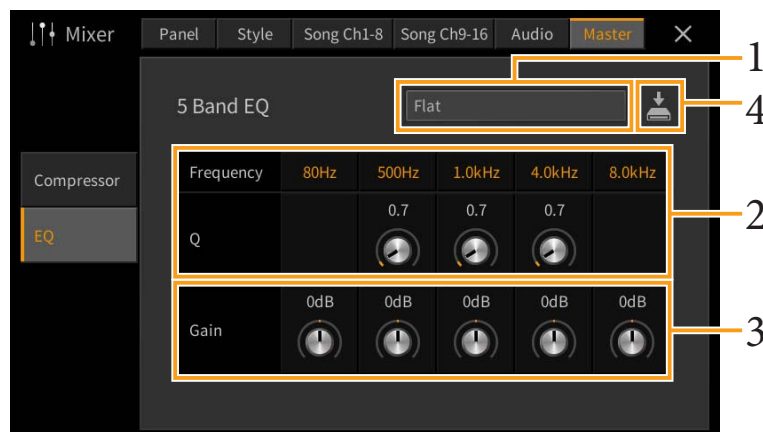 Mixer Panel Style Song Ch1-8 Song Ch9-16 Audio Master
1
5 Band EQ Flat
4
Compressor
EQ
Frequency 80Hz 500Hz 1.0kHz 4.0kHz 8.0kHz
2
0.7 0.7 0.7
Q
0dB 0dB 0dB 0dB 0dB
Gain
3